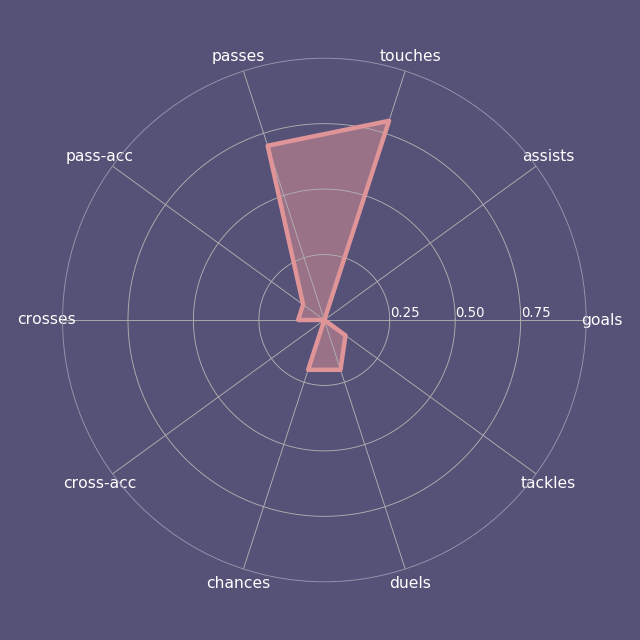 passes
touches
pass-acc
assists
0.25
0.50
0.75
crosses
goals
cross-acc
tackles
chances
duels